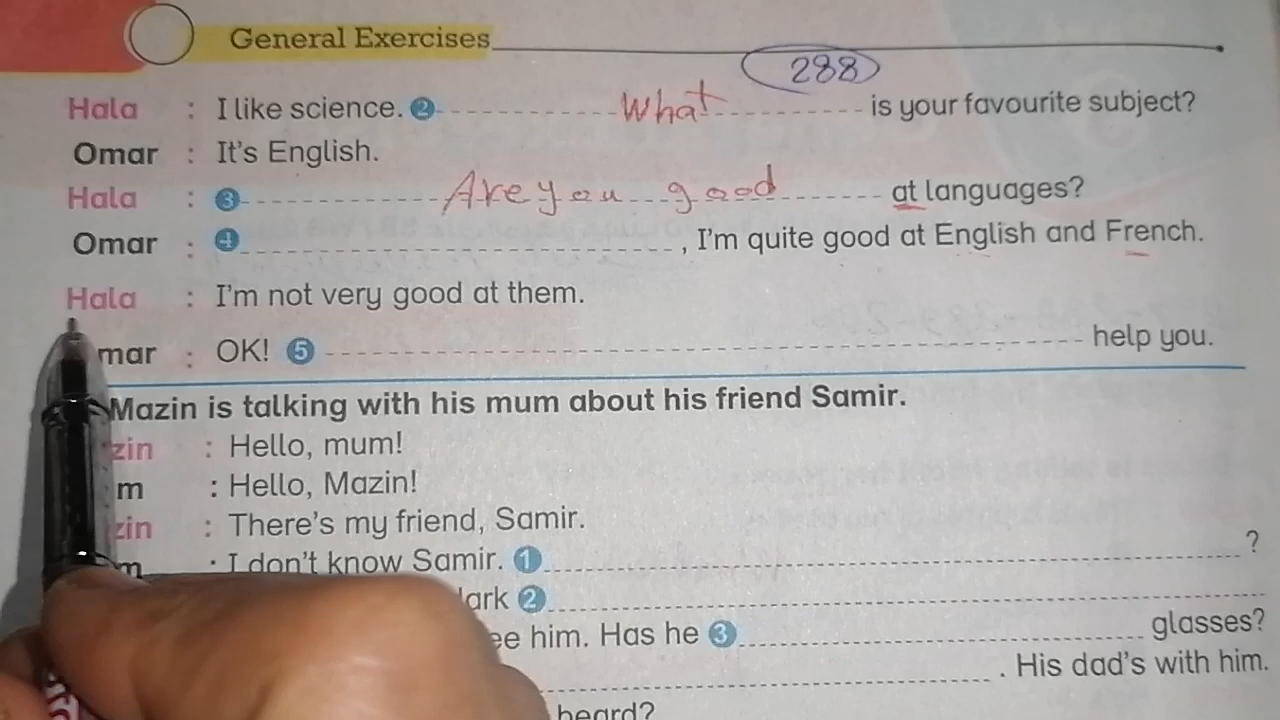 General Exercises
288
Hala : I like science. 2 What is your favourite subject?
Omar : It's English.
Hala : 3 Are you good at languages?
Omar : 4 , I'm quite good at English and French.
Hala : I'm not very good at them.
mar : OK! 5 help you.
Mazin is talking with his mum about his friend Samir.
zin : Hello, mum!
m : Hello, Mazin!
zin : There's my friend, Samir.
m : I don't know Samir. 1 ?
ark 2
ee him. Has he 3 glasses?
. His dad's with him.
beard?